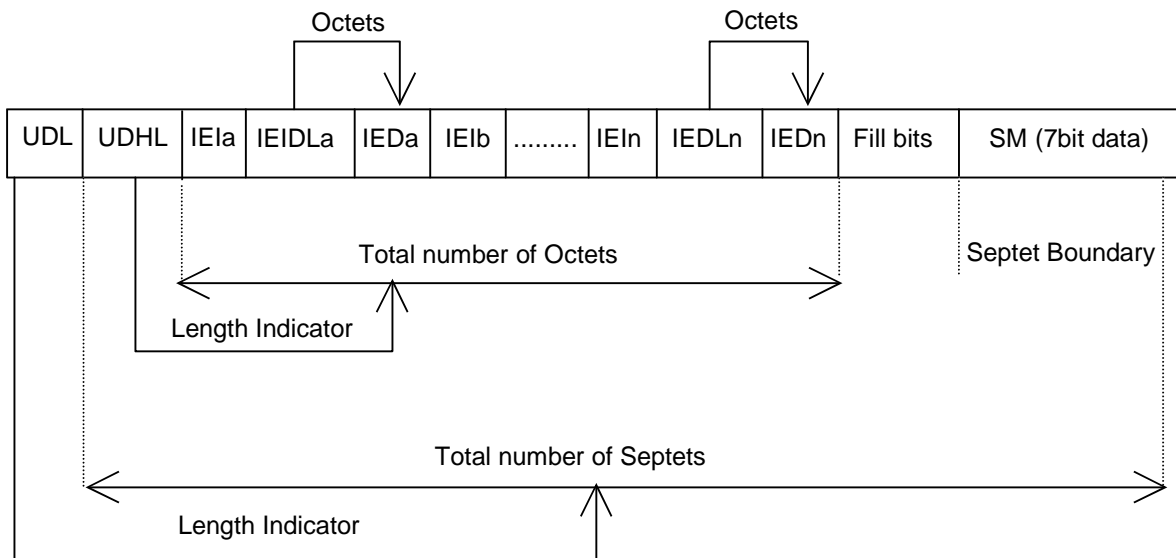 Octets Octets
UDL UDHL IEIa IEIDLa IEDa IEIb ......... IEIn IEDLn IEDn Fill bits SM (7bit data)
Total number of Octets Septet Boundary
Length Indicator
Total number of Septets
Length Indicator